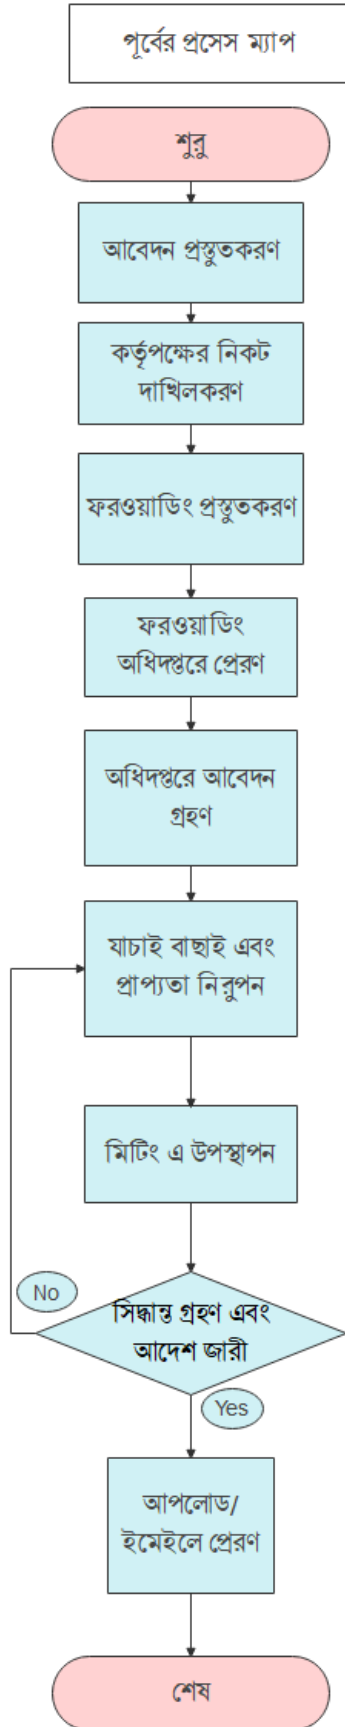 পূর্বের প্রসেস ম্যাপ
শুরু
আবেদন প্রস্তুতকরণ
কর্তৃপক্ষের নিকট
দাখিলকরণ
ফরওয়াডিং প্রস্তুতকরণ
ফরওয়াডিং
অধিদপ্তরে প্রেরণ
অধিদপ্তরে আবেদন
গ্রহণ
যাচাই বাছাই এবং
প্রাপ্যতা নিরুপন
মিটিং এ উপস্থাপন
No
সিদ্ধান্ত গ্রহণ এবং
আদেশ জারী
Yes
আপলোড/
ইমেইলে প্রেরণ
শেষ